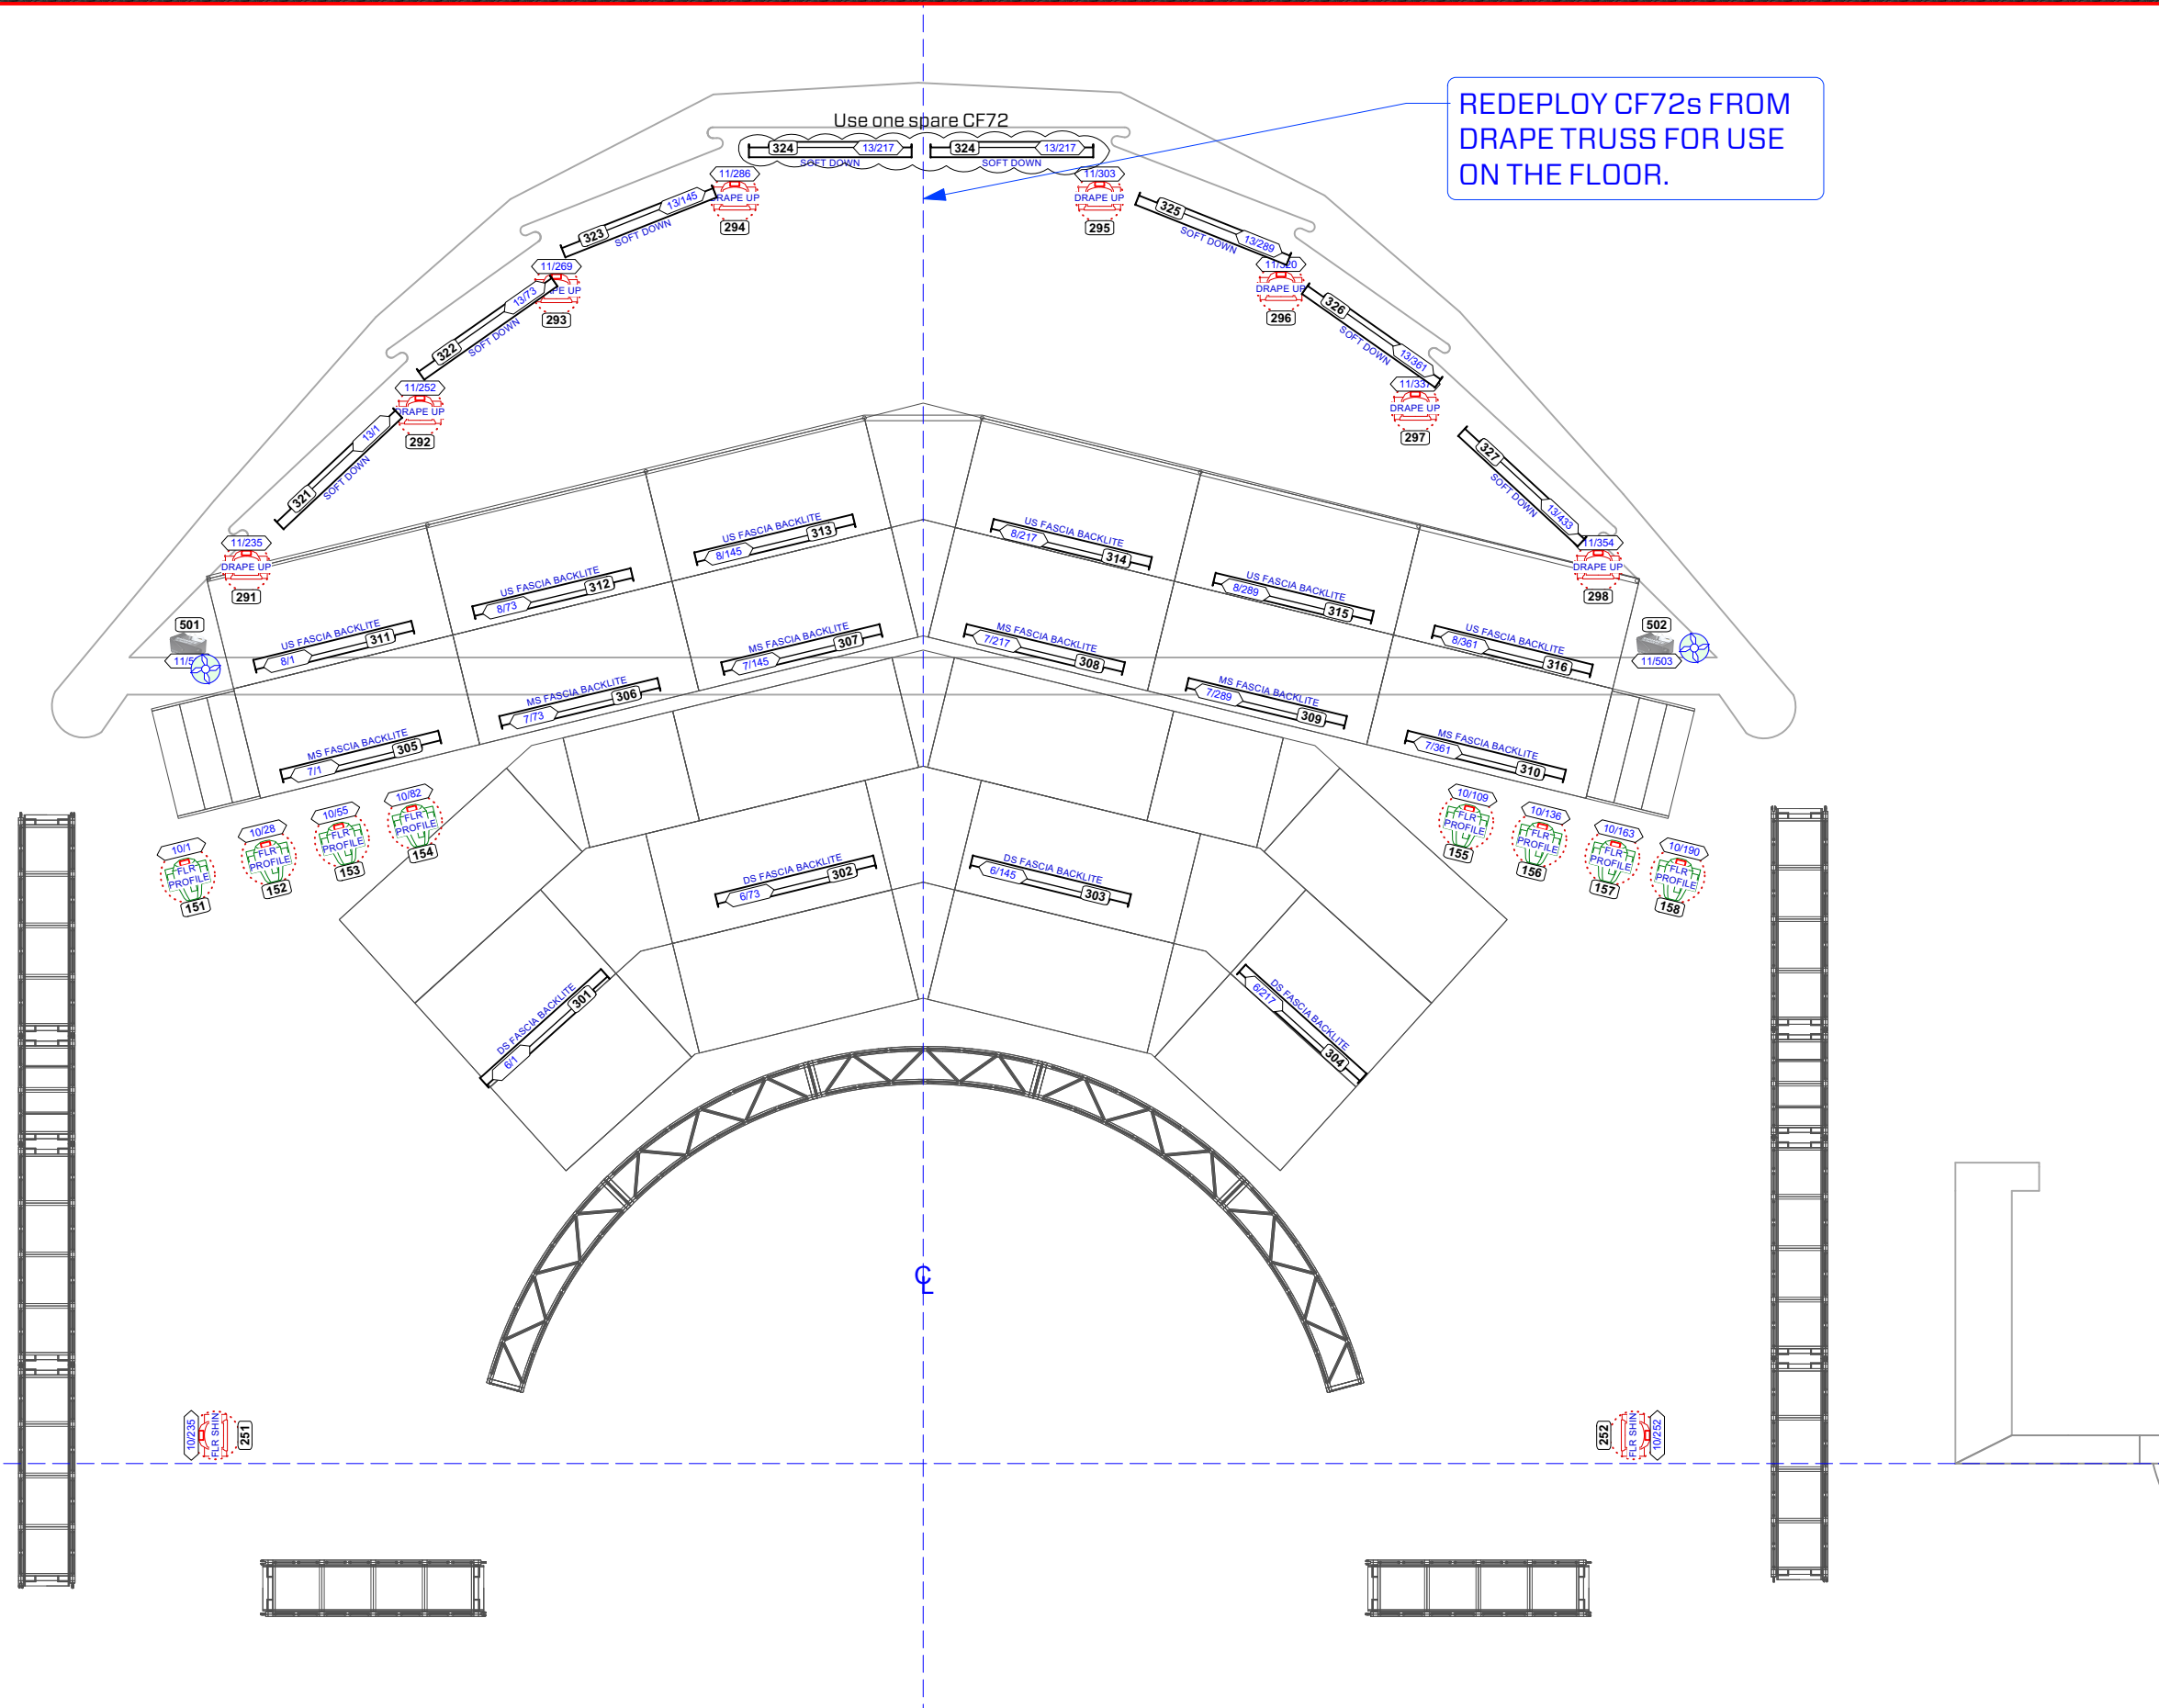 REDEPLOY CF72s FROM
DRAPE TRUSS FOR USE
ON THE FLOOR.
Use one spare CF72
324 13/217
SOFT DOWN
324 13/217
SOFT DOWN
11/286
DRAPE UP
294
11/303
DRAPE UP
295
323 13/145
SOFT DOWN
325 13/289
SOFT DOWN
11/269
293
11/320
DRAPE UP
296
322 13/73
SOFT DOWN
326 13/361
SOFT DOWN
11/252
DRAPE UP
292
11/337
DRAPE UP
297
321 13/1
SOFT DOWN
327 13/433
SOFT DOWN
11/235
DRAPE UP
291
11/354
DRAPE UP
298
US FASCIA BACKLITE
8/145 313
US FASCIA BACKLITE
8/217 314
US FASCIA BACKLITE
8/73 312
US FASCIA BACKLITE
8/289 315
US FASCIA BACKLITE
8/1 311
US FASCIA BACKLITE
8/361 316
501
502
11/503
MS FASCIA BACKLITE
7/145 307
MS FASCIA BACKLITE
7/217 308
MS FASCIA BACKLITE
7/73 306
MS FASCIA BACKLITE
7/289 309
MS FASCIA BACKLITE
7/1 305
MS FASCIA BACKLITE
7/361 310
10/1
FLR
PROFILE
151
10/28
FLR
PROFILE
152
10/55
FLR
PROFILE
153
10/82
FLR
PROFILE
154
10/109
FLR
PROFILE
155
10/136
FLR
PROFILE
156
10/163
FLR
PROFILE
157
10/190
FLR
PROFILE
158
DS FASCIA BACKLITE
6/73 302
DS FASCIA BACKLITE
6/145 303
DS FASCIA BACKLITE
6/1 301
DS FASCIA BACKLITE
6/217 304
CL
10/235
FLR SHIN
251
252
FLR SHIN
10/252